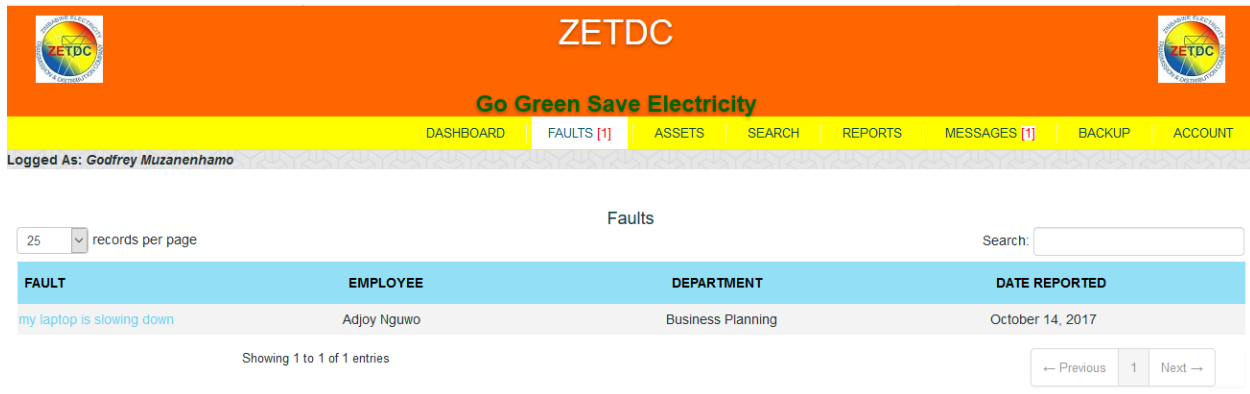 ZETDC
ZETDC
ZETDC
Go Green Save Electricity
DASHBOARD FAULTS [1] ASSETS SEARCH REPORTS MESSAGES [1] BACKUP ACCOUNT
Logged As: Godfrey Muzanenhamo
Faults
25 records per page Search:
FAULT EMPLOYEE DEPARTMENT DATE REPORTED
my laptop is slowing down Adjoy Nguwo Business Planning October 14, 2017
Showing 1 to 1 of 1 entries
← Previous 1 Next →